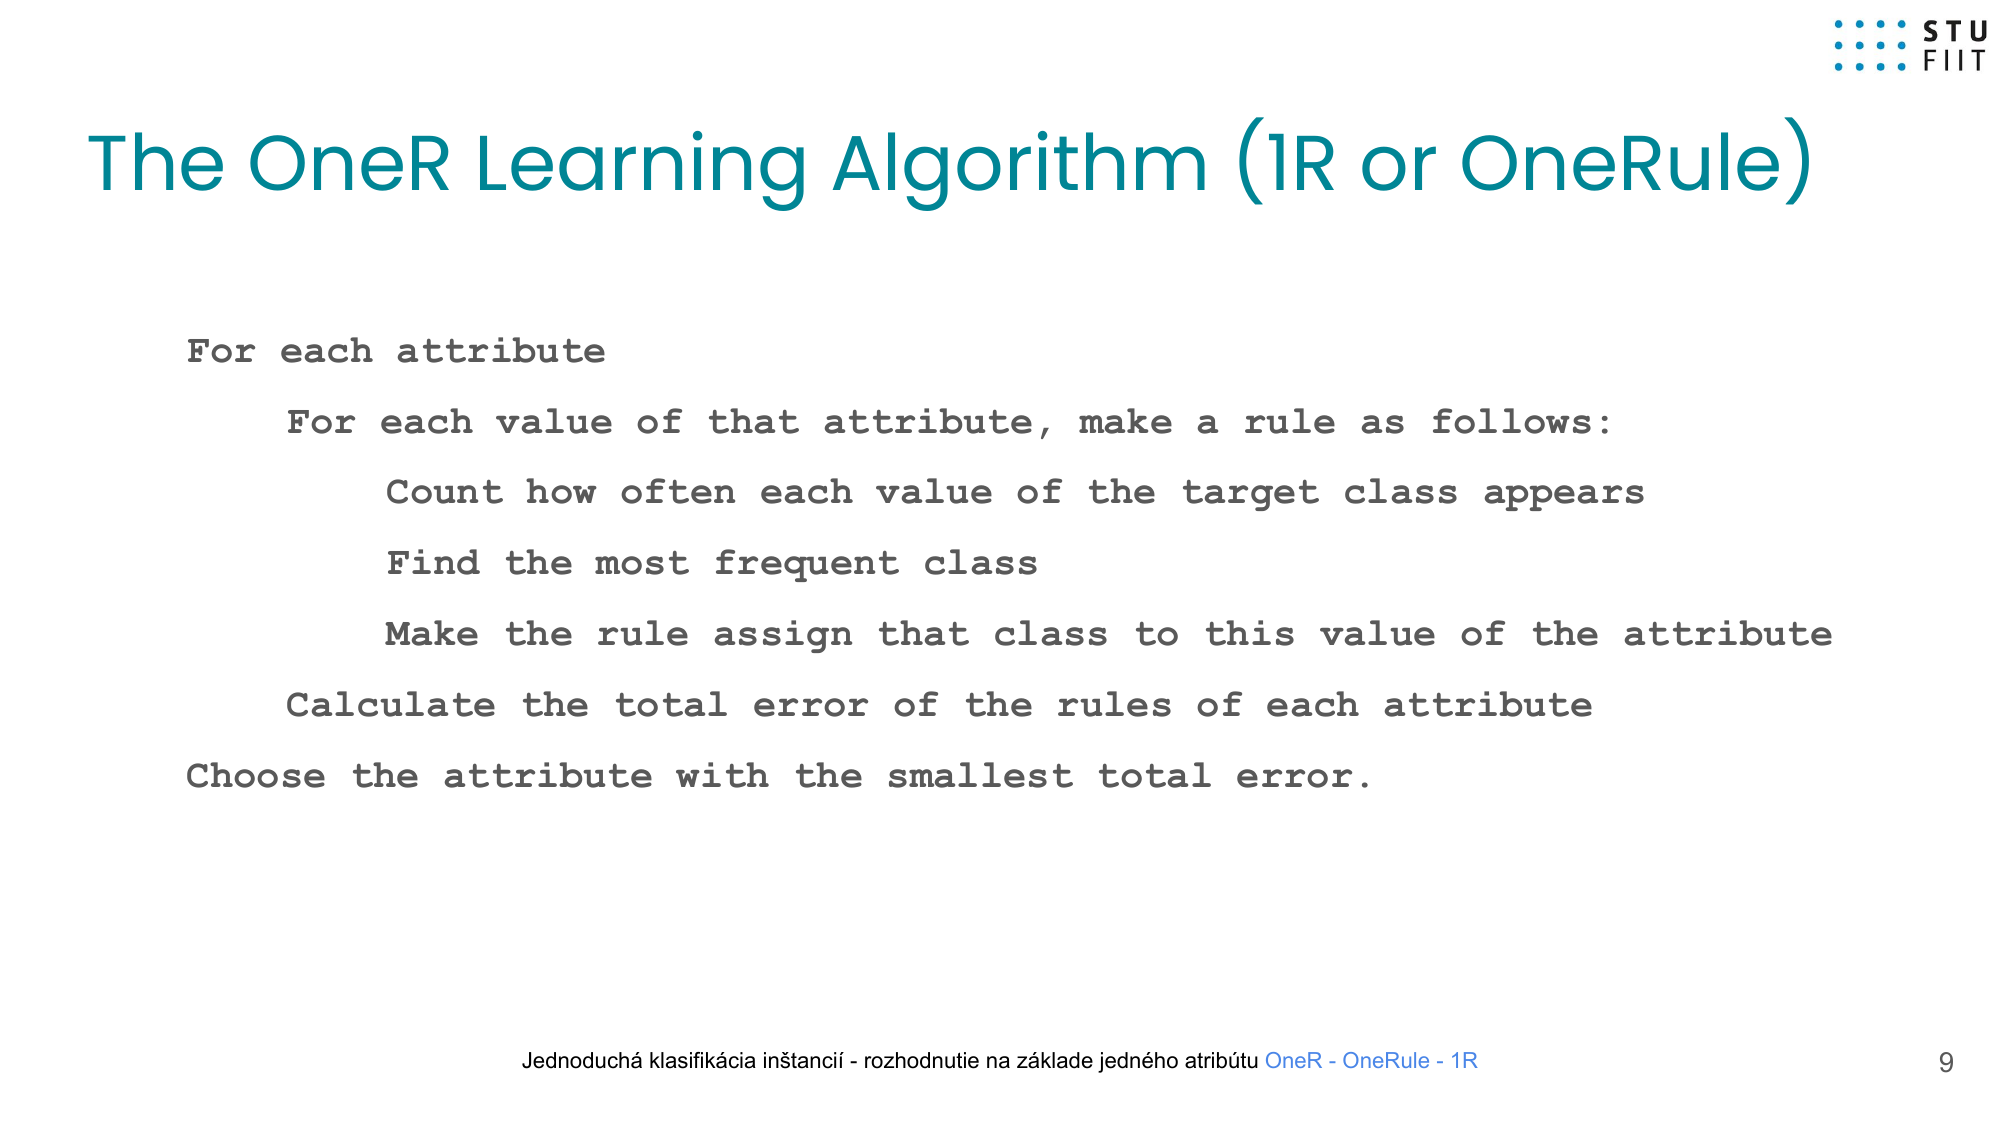 STU
FIIT
The OneR Learning Algorithm (1R or OneRule)
For each attribute
For each value of that attribute, make a rule as follows:
Count how often each value of the target class appears
Find the most frequent class
Make the rule assign that class to this value of the attribute
Calculate the total error of the rules of each attribute
Choose the attribute with the smallest total error.
Jednoduchá klasifikácia inštancií - rozhodnutie na základe jedného atribútu OneR - OneRule - 1R
9